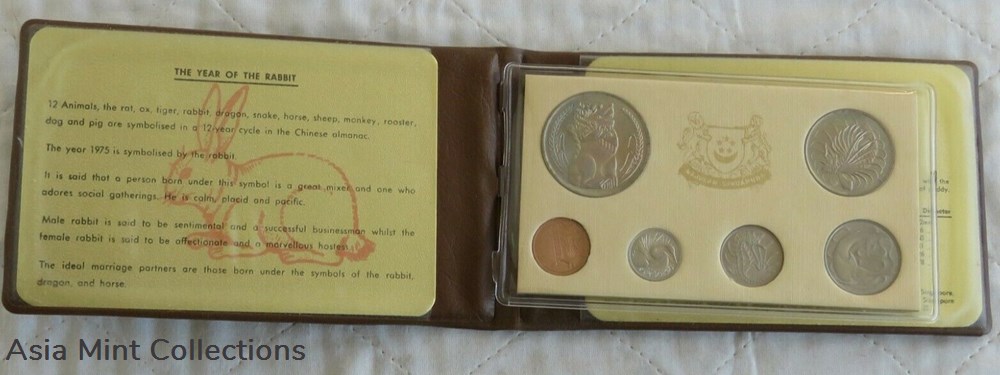 THE YEAR OF THE RABBIT
12 Animals, the rat, ox, tiger, rabbit, dragon, snake, horse, sheep, monkey, rooster,
dog and pig are symbolised in a 12-year cycle in the Chinese almanac.
The year 1975 is symbolised by the rabbit.
It is said that a person born under this symbol is a great mixer and one who
adores social gatherings. He is calm, placid and pacific.
Male rabbit is said to be sentimental and a successful businessman whilst the
female rabbit is said to be affectionate and a marvellous hostess.
The ideal marriage partners are those born under the symbols of the rabbit,
dragon, and horse.
MAJULAH SINGAPURA
the
Asia Mint Collections